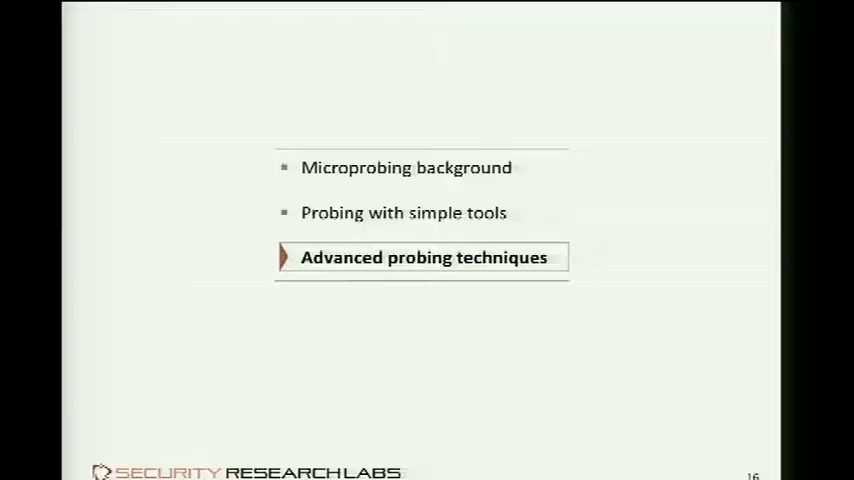 Microprobing background
Probing with simple tools
Advanced probing techniques
SECURITY RESEARCH LABS
16